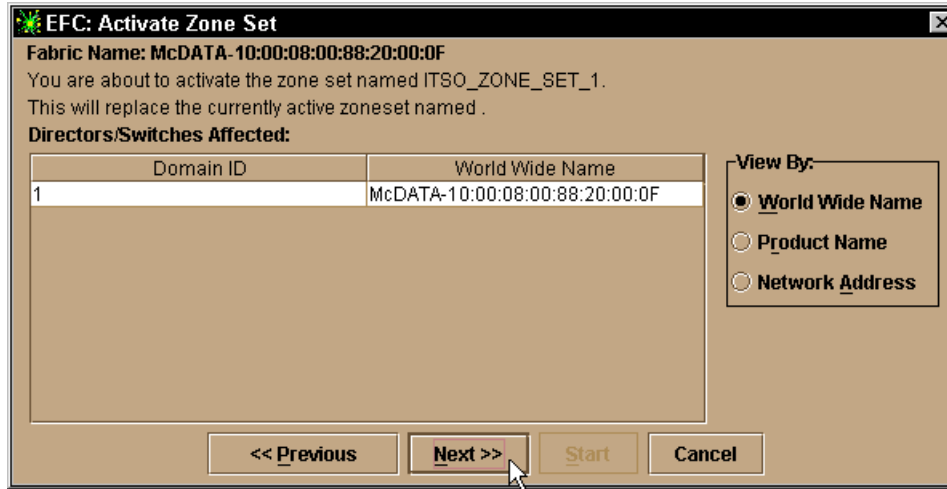 EFC: Activate Zone Set
Fabric Name: McDATA-10:00:08:00:88:20:00:0F
You are about to activate the zone set named ITSO_ZONE_SET_1.
This will replace the currently active zoneset named .
Directors/Switches Affected:
Domain ID World Wide Name
1 McDATA-10:00:08:00:88:20:00:0F
View By:
World Wide Name
Product Name
Network Address
<< Previous Next >> Start Cancel